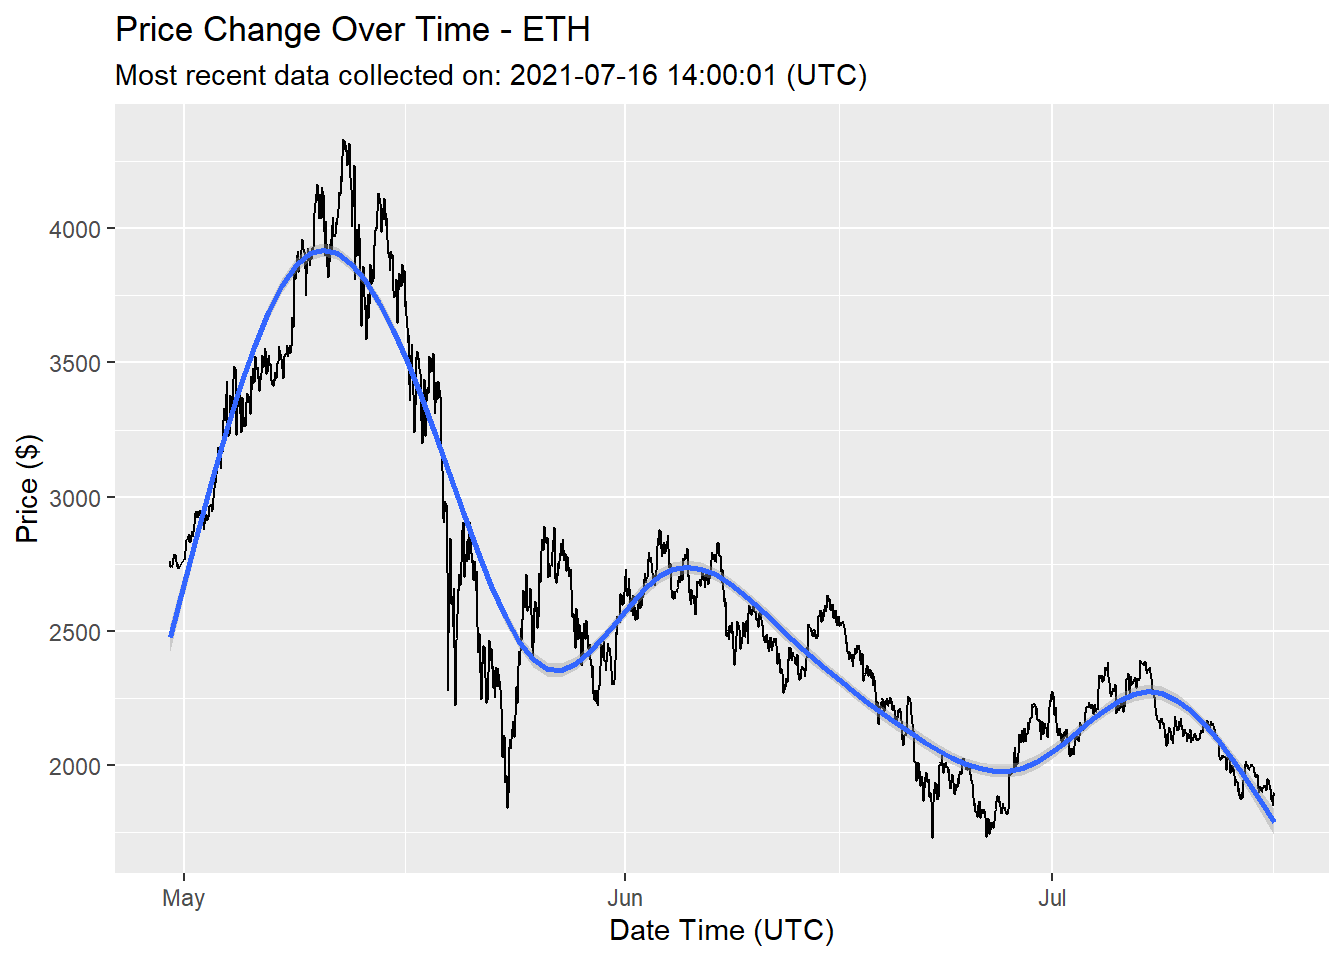 Price Change Over Time - ETH
Most recent data collected on: 2021-07-16 14:00:01 (UTC)
Price ($)
4000
3500
3000
2500
2000
May
Jun
Jul
Date Time (UTC)